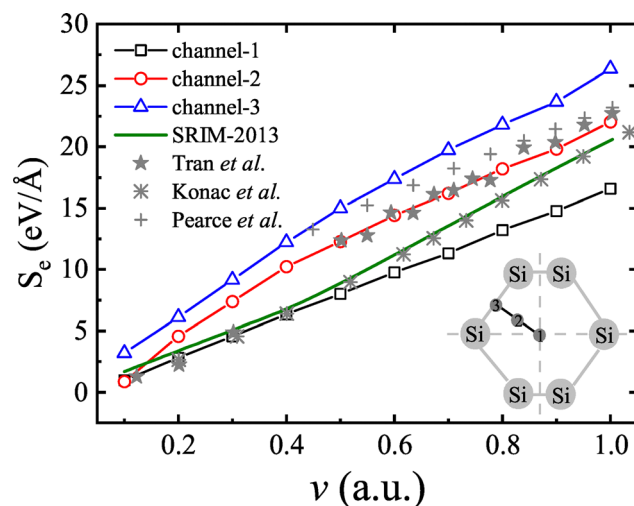 30
25
20
15
10
5
0
Se (eV/Å)
channel-1
channel-2
channel-3
SRIM-2013
Tran et al.
Konac et al.
Pearce et al.
Si Si
3
2
Si 1 Si
Si Si
0.2 0.4 0.6 0.8 1.0
v (a.u.)